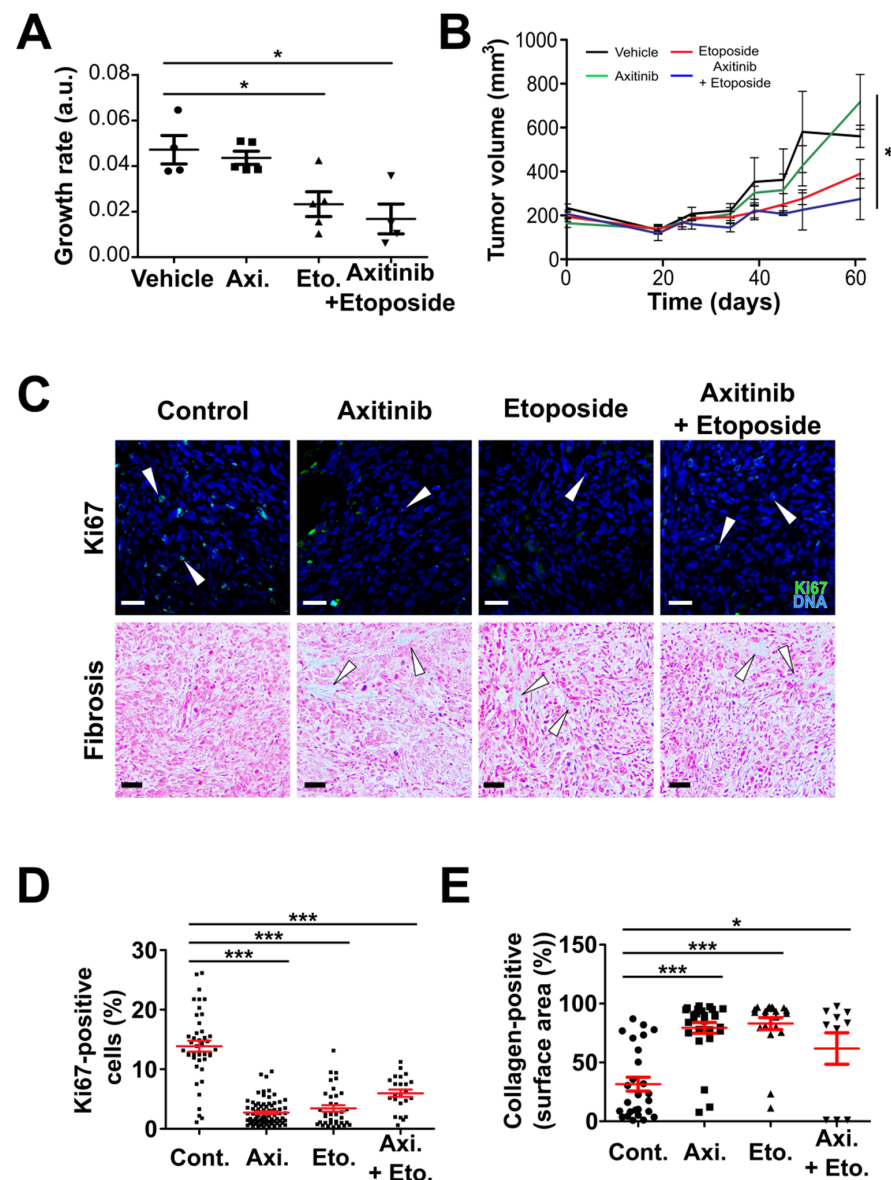 A
*
*
0.08
0.06
0.04
0.02
0.00
Growth rate (a.u.)
Vehicle
Axi.
Eto.
Axitinib
+Etoposide
B
1000
800
600
400
200
0
Tumor volume (mm³)
Vehicle
Axitinib
Etoposide
Axitinib
+ Etoposide
*
0
20
40
60
Time (days)
C
Control
Axitinib
Etoposide
Axitinib
+ Etoposide
Ki67
Ki67
DNA
Fibrosis
D
***
***
***
30
20
10
0
Ki67-positive
cells (%)
Cont.
Axi.
Eto.
Axi.
+ Eto.
E
*
***
***
150
100
50
0
Collagen-positive
(surface area (%))
Cont.
Axi.
Eto.
Axi.
+ Eto.